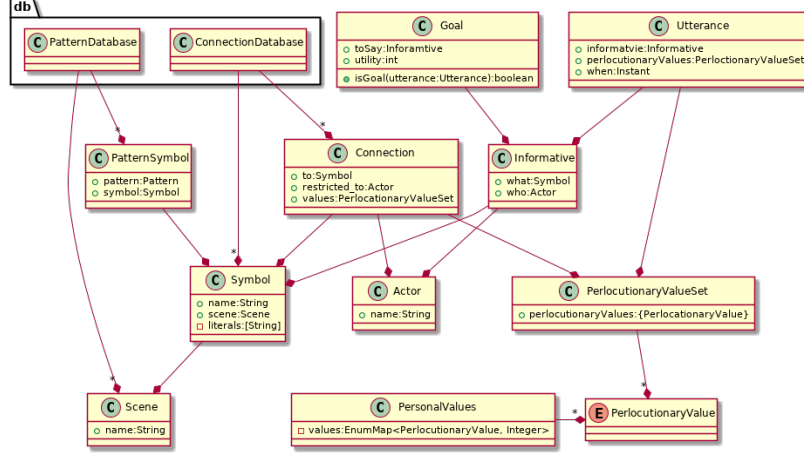 db
C PatternDatabase
C ConnectionDatabase
C Goal
toSay:Inforamtive
utility:int
isGoal(utterance:Utterance):boolean
C Utterance
informatvie:Informative
perlocutionaryValues:PerloctionaryValueSet
when:Instant
*
*
C PatternSymbol
pattern:Pattern
symbol:Symbol
C Connection
to:Symbol
restricted_to:Actor
values:PerlocationaryValueSet
C Informative
what:Symbol
who:Actor
*
C Symbol
name:String
scene:Scene
literals:[String]
C Actor
name:String
C PerlocutionaryValueSet
perlocutionaryValues:{PerlocationaryValue}
*
*
C Scene
name:String
C PersonalValues
values:EnumMap<PerlocutionaryValue, Integer>
*
E PerlocutionaryValue